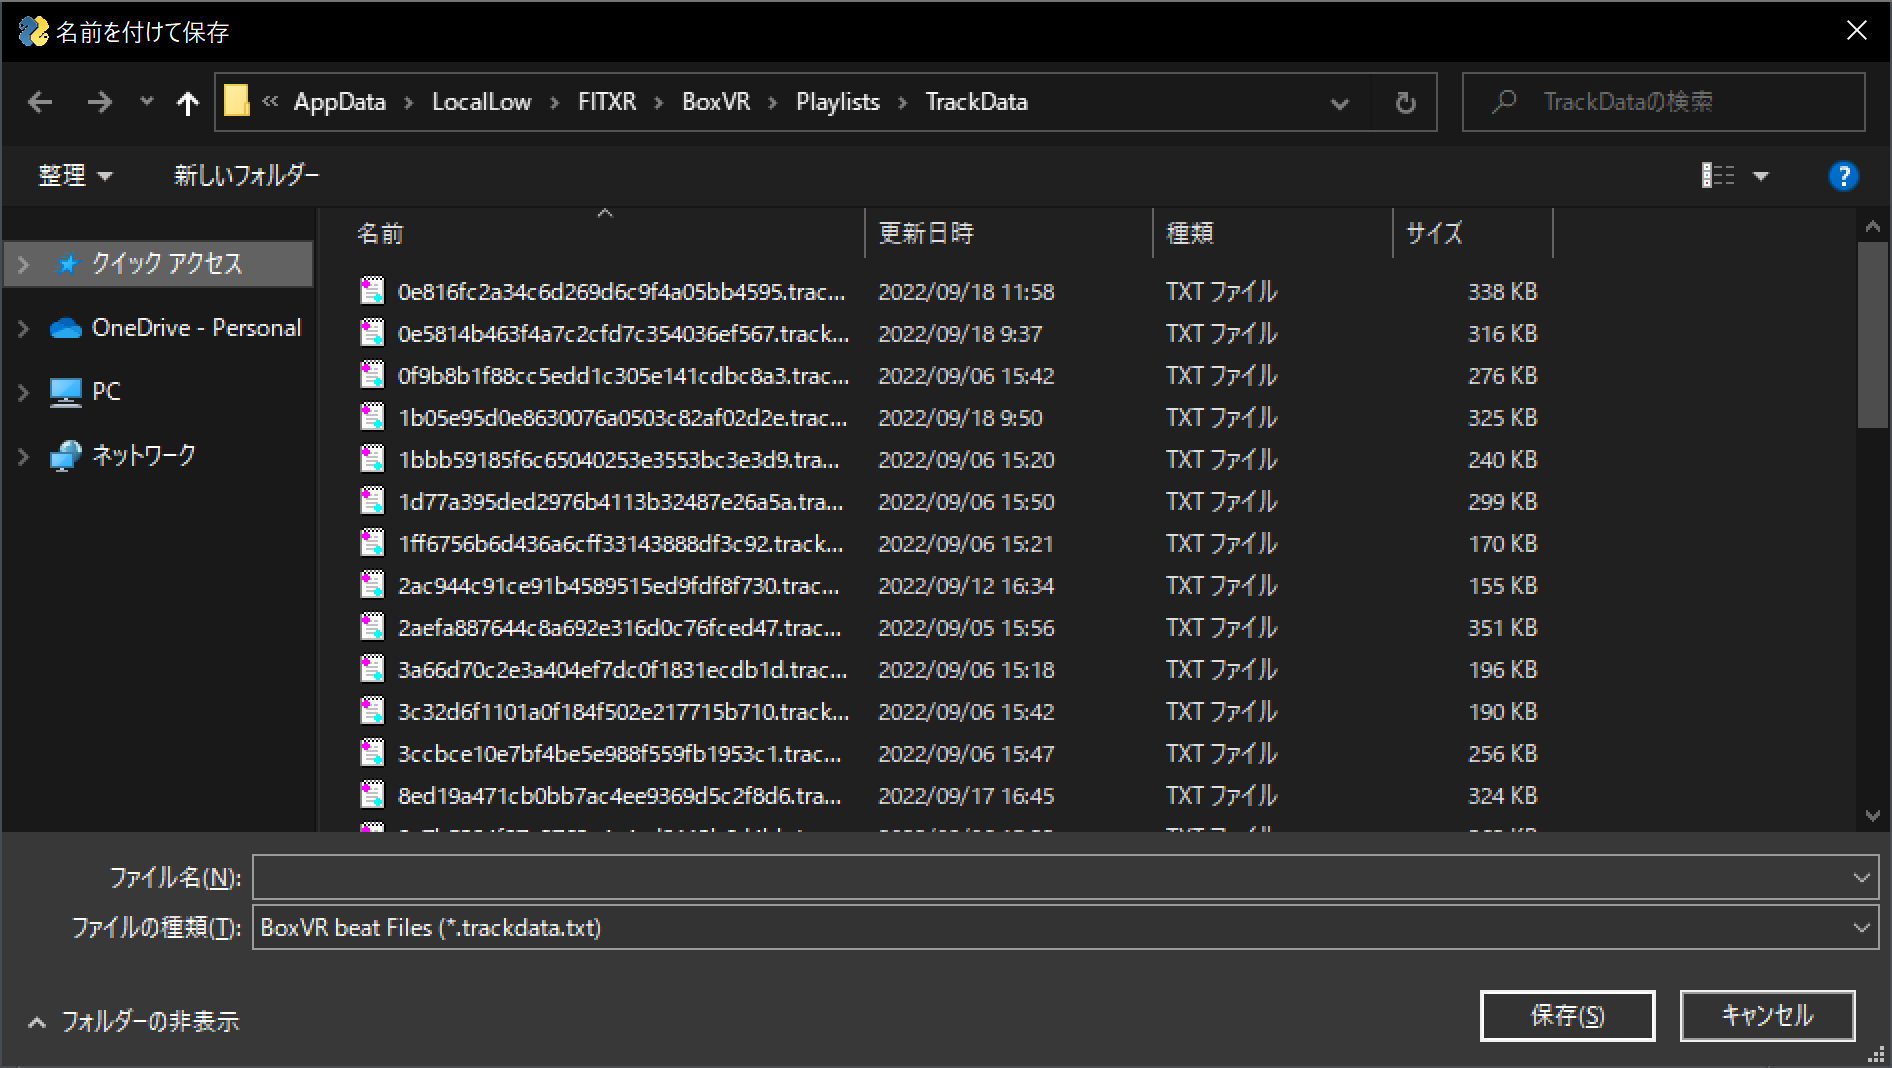 名前を付けて保存
« AppData › LocalLow › FITXR › BoxVR › Playlists › TrackData
TrackDataの検索
整理
新しいフォルダー
クイック アクセス
OneDrive - Personal
PC
ネットワーク
名前 更新日時 種類 サイズ
0e816fc2a34c6d269d6c9f4a05bb4595.trac... 2022/09/18 11:58 TXT ファイル 338 KB
0e5814b463f4a7c2cfd7c354036ef567.track... 2022/09/18 9:37 TXT ファイル 316 KB
0f9b8b1f88cc5edd1c305e141cdbc8a3.trac... 2022/09/06 15:42 TXT ファイル 276 KB
1b05e95d0e8630076a0503c82af02d2e.trac... 2022/09/18 9:50 TXT ファイル 325 KB
1bbb59185f6c65040253e3553bc3e3d9.tra... 2022/09/06 15:20 TXT ファイル 240 KB
1d77a395ded2976b4113b32487e26a5a.tra... 2022/09/06 15:50 TXT ファイル 299 KB
1ff6756b6d436a6cff33143888df3c92.track... 2022/09/06 15:21 TXT ファイル 170 KB
2ac944c91ce91b4589515ed9fdf8f730.trac... 2022/09/12 16:34 TXT ファイル 155 KB
2aefa887644c8a692e316d0c76fced47.trac... 2022/09/05 15:56 TXT ファイル 351 KB
3a66d70c2e3a404ef7dc0f1831ecdb1d.trac... 2022/09/06 15:18 TXT ファイル 196 KB
3c32d6f1101a0f184f502e217715b710.track... 2022/09/06 15:42 TXT ファイル 190 KB
3ccbce10e7bf4be5e988f559fb1953c1.trac... 2022/09/06 15:47 TXT ファイル 256 KB
8ed19a471cb0bb7ac4ee9369d5c2f8d6.tra... 2022/09/17 16:45 TXT ファイル 324 KB
ファイル名(N):
ファイルの種類(T): BoxVR beat Files (*.trackdata.txt)
フォルダーの非表示
保存(S)
キャンセル